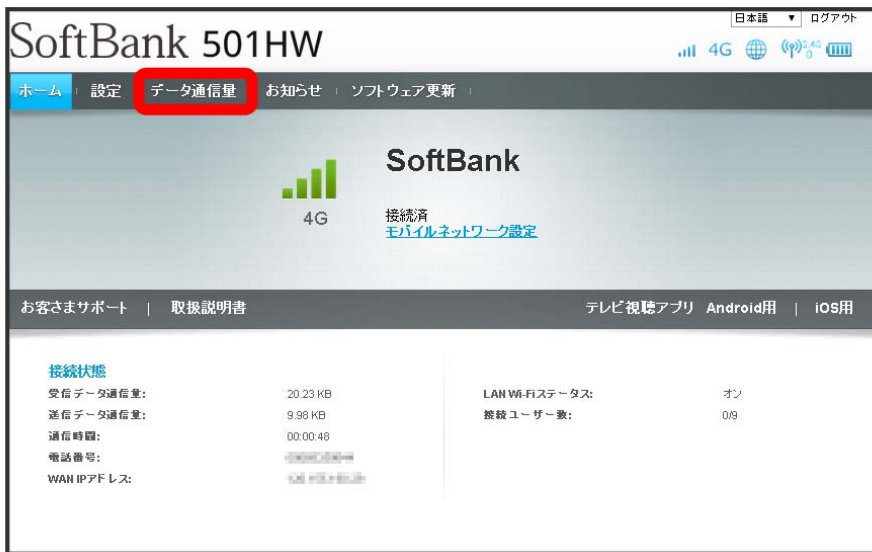 日本語 ▼ ログアウト
SoftBank 501HW
4G 2.4G 0
ホーム 設定 データ通信量 お知らせ ソフトウェア更新
SoftBank
4G
接続済
モバイルネットワーク設定
お客さまサポート | 取扱説明書 テレビ視聴アプリ Android用 | iOS用
接続状態
受信データ通信量: 20.23 KB LAN Wi-Fiステータス: オン
送信データ通信量: 9.98 KB 接続ユーザー数: 0/9
通信時間: 00:00:48
電話番号:
WAN IPアドレス: